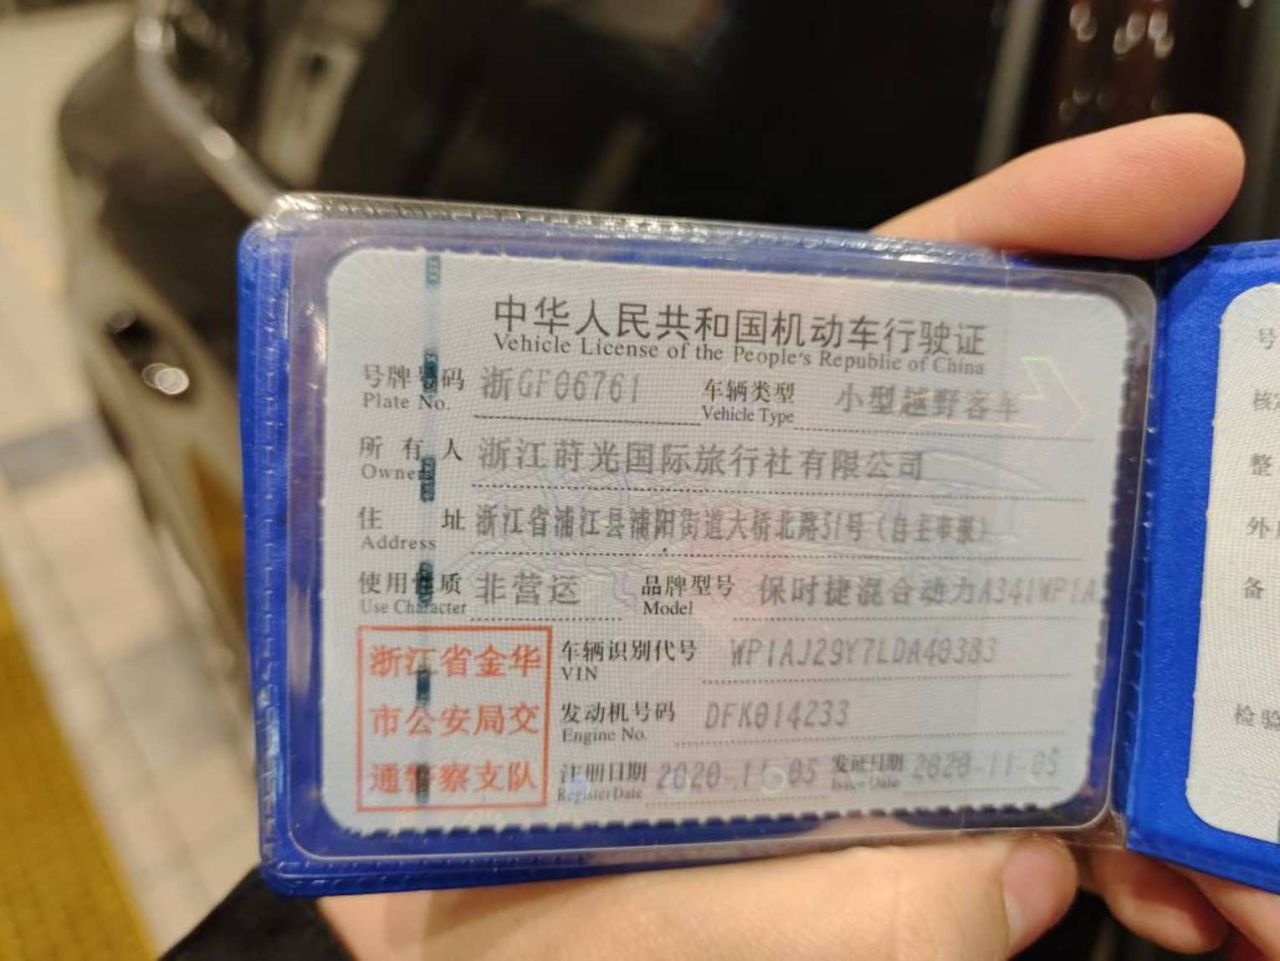 中华人民共和国机动车行驶证
Vehicle License of the People's Republic of China
号牌号码 浙GF06761 车辆类型 小型越野客车
Plate No. Vehicle Type
所有人 浙江莳光国际旅行社有限公司
Owner
住址 浙江省浦江县浦阳街道大桥北路51号（自主申报）
Address
使用性质 非营运 品牌型号 保时捷混合动力A341WP1A
Use Character Model
浙江省金华
市公安局交
通警察支队
车辆识别代号 WP1AJ29Y7LDA40383
VIN
发动机号码 DFK014233
Engine No.
注册日期 2020-11-05 发证日期 2020-11-05
Register Date Issue Date
号
核
整
外
备
检验